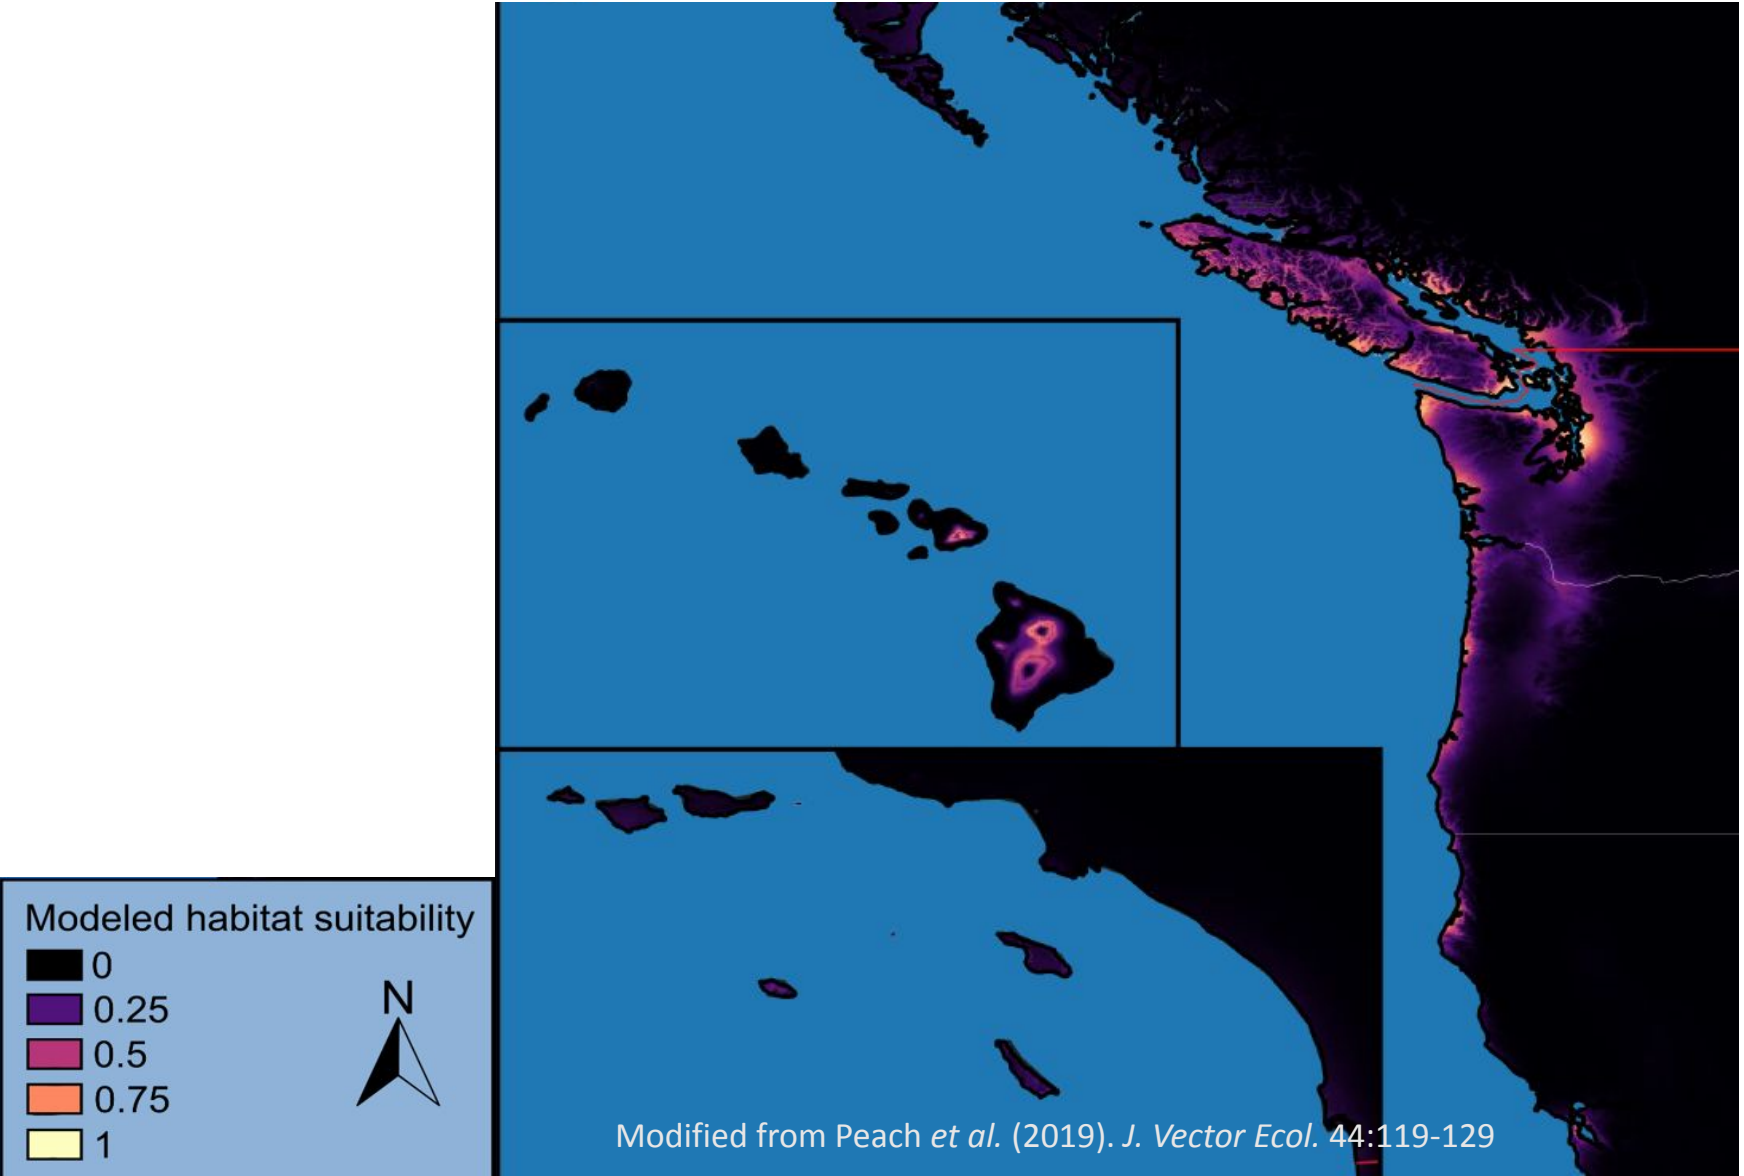 Modeled habitat suitability
0
0.25
0.5
0.75
1
N
Modified from Peach et al. (2019). J. Vector Ecol. 44:119-129